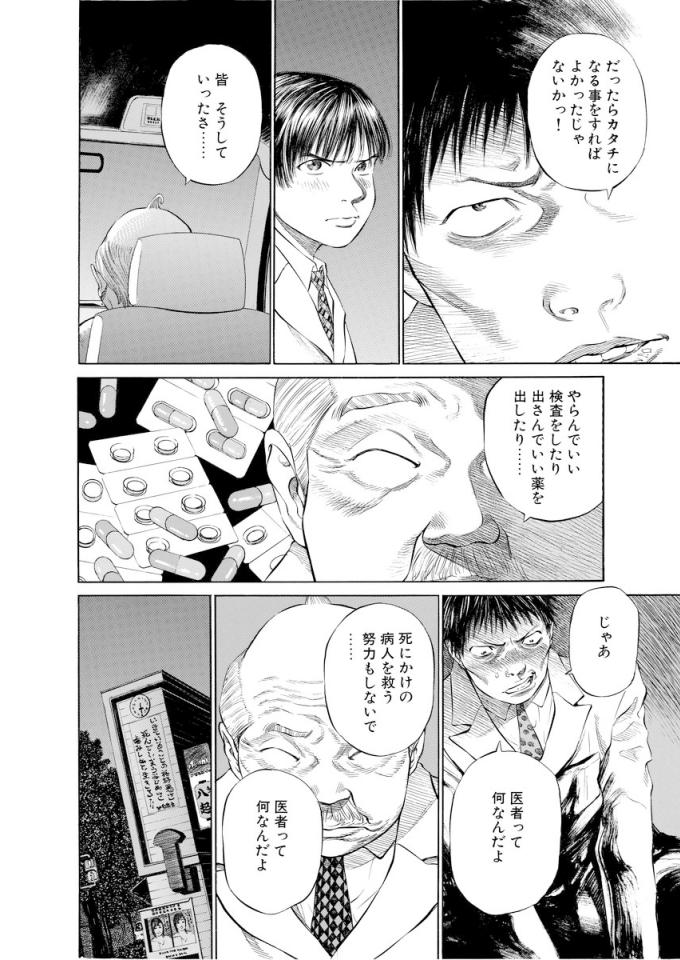 だったらカタチに
なる事をすれば
よかったじゃ
ないかっ!
皆 そうして
いったさ……
やらんでいい
検査をしたり
出さんでいい薬を
出したり……
じゃあ
医者って
何なんだよ
死にかけの
病人を救う
努力もしないで
……
医者って
何なんだよ